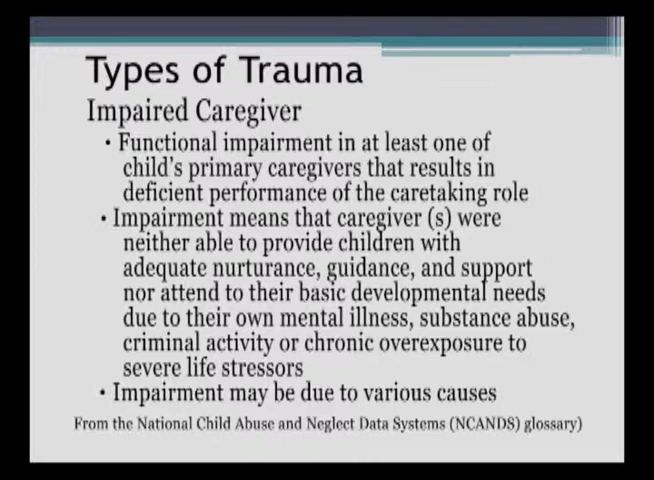 Types of Trauma
Impaired Caregiver
• Functional impairment in at least one of
child's primary caregivers that results in
deficient performance of the caretaking role
• Impairment means that caregiver (s) were
neither able to provide children with
adequate nurturance, guidance, and support
nor attend to their basic developmental needs
due to their own mental illness, substance abuse,
criminal activity or chronic overexposure to
severe life stressors
• Impairment may be due to various causes
From the National Child Abuse and Neglect Data Systems (NCANDS) glossary)